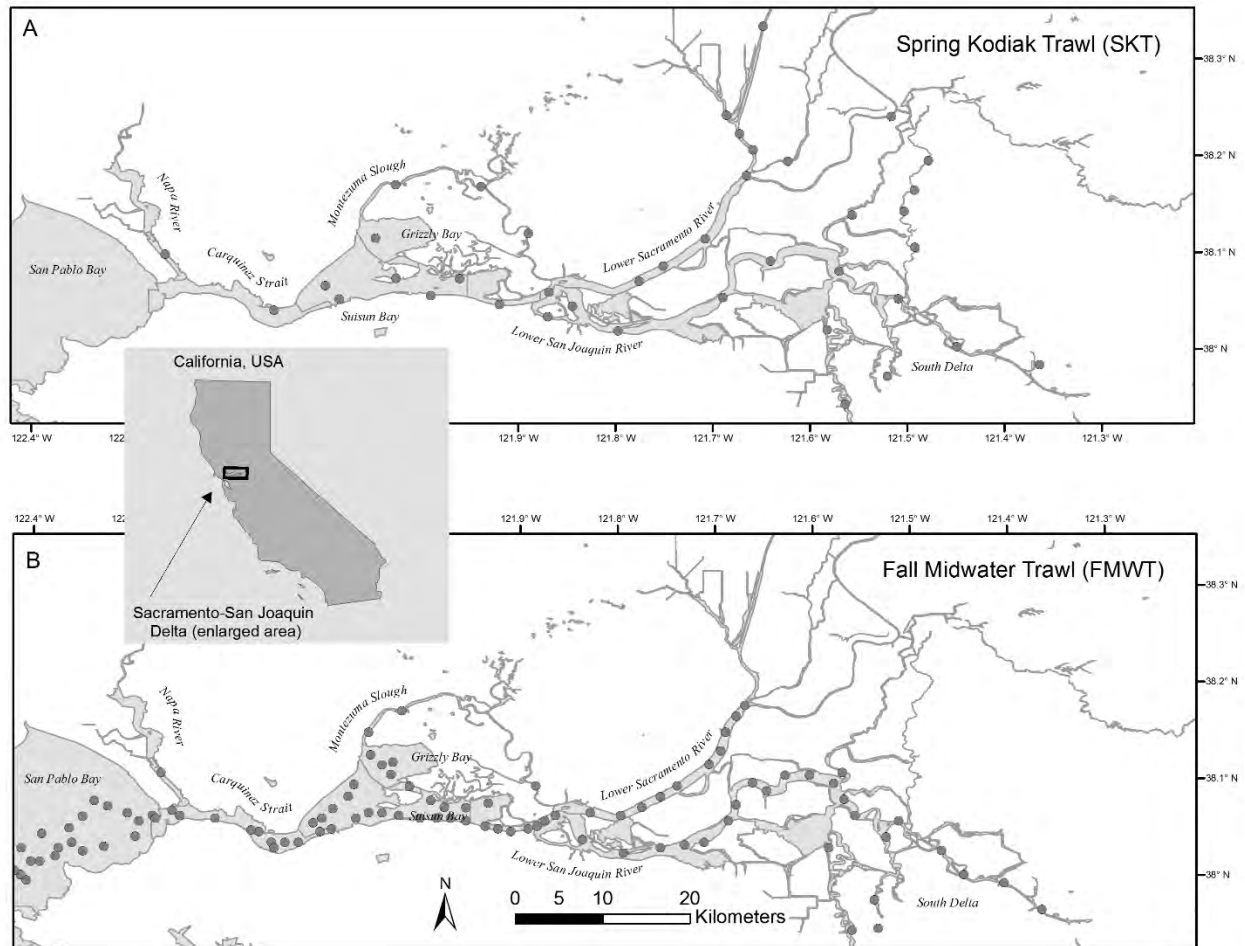 A
Spring Kodiak Trawl (SKT)
38.3° N
38.2° N
38.1° N
38° N
Napa River
Montezuma Slough
Grizzly Bay
Lower Sacramento River
San Pablo Bay
Carquinez Strait
Suisun Bay
Lower San Joaquin River
South Delta
122.4° W
122
121.9° W
121.8° W
121.7° W
121.6° W
121.5° W
121.4° W
121.3° W
California, USA
Sacramento-San Joaquin
Delta (enlarged area)
122.4° W
122
121.9° W
121.8° W
121.7° W
121.6° W
121.5° W
121.4° W
121.3° W
B
Fall Midwater Trawl (FMWT)
38.3° N
38.2° N
38.1° N
38° N
Napa River
Montezuma Slough
Grizzly Bay
Lower Sacramento River
San Pablo Bay
Carquinez Strait
Suisun Bay
Lower San Joaquin River
South Delta
N
0 5 10 20
Kilometers